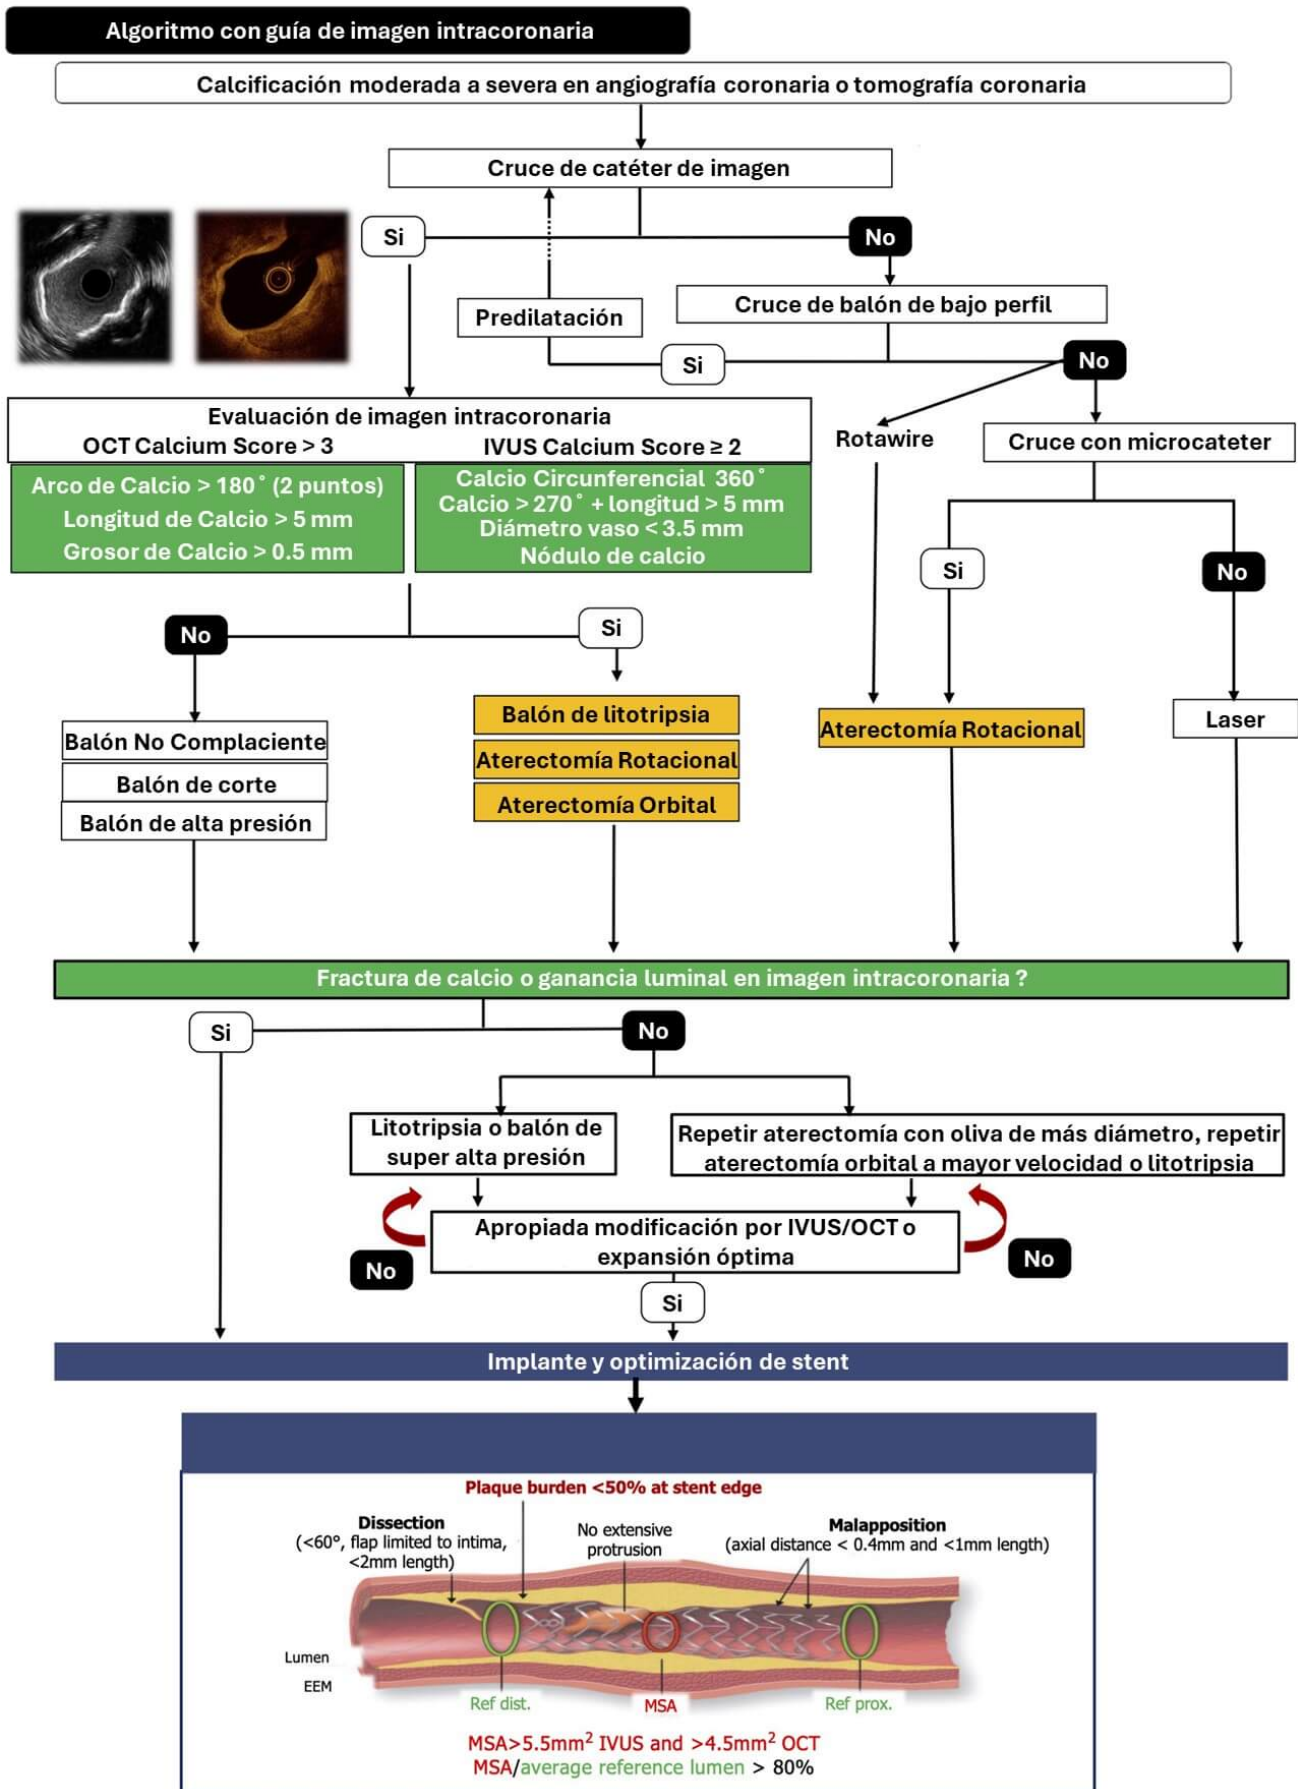 Algoritmo con guía de imagen intracoronaria
Calcificación moderada a severa en angiografía coronaria o tomografía coronaria
Cruce de catéter de imagen
Si
No
Predilatación
Cruce de balón de bajo perfil
Si
No
Evaluación de imagen intracoronaria
OCT Calcium Score > 3
IVUS Calcium Score ≥ 2
Arco de Calcio > 180˚ (2 puntos)
Longitud de Calcio > 5 mm
Grosor de Calcio > 0.5 mm
Calcio Circunferencial 360˚
Calcio > 270˚ + longitud > 5 mm
Diámetro vaso < 3.5 mm
Nódulo de calcio
Rotawire
Cruce con microcateter
Si
No
No
Si
Balón No Complaciente
Balón de corte
Balón de alta presión
Balón de litotripsia
Aterectomía Rotacional
Aterectomía Orbital
Aterectomía Rotacional
Laser
Fractura de calcio o ganancia luminal en imagen intracoronaria ?
Si
No
Litotripsia o balón de
super alta presión
Repetir aterectomía con oliva de más diámetro, repetir
aterectomía orbital a mayor velocidad o litotripsia
Apropiada modificación por IVUS/OCT o
expansión óptima
No
No
Si
Implante y optimización de stent
Plaque burden <50% at stent edge
Dissection
(<60°, flap limited to intima,
<2mm length)
No extensive
protrusion
Malapposition
(axial distance < 0.4mm and <1mm length)
Lumen
EEM
Ref dist.
MSA
Ref prox.
MSA>5.5mm² IVUS and >4.5mm² OCT
MSA/average reference lumen > 80%